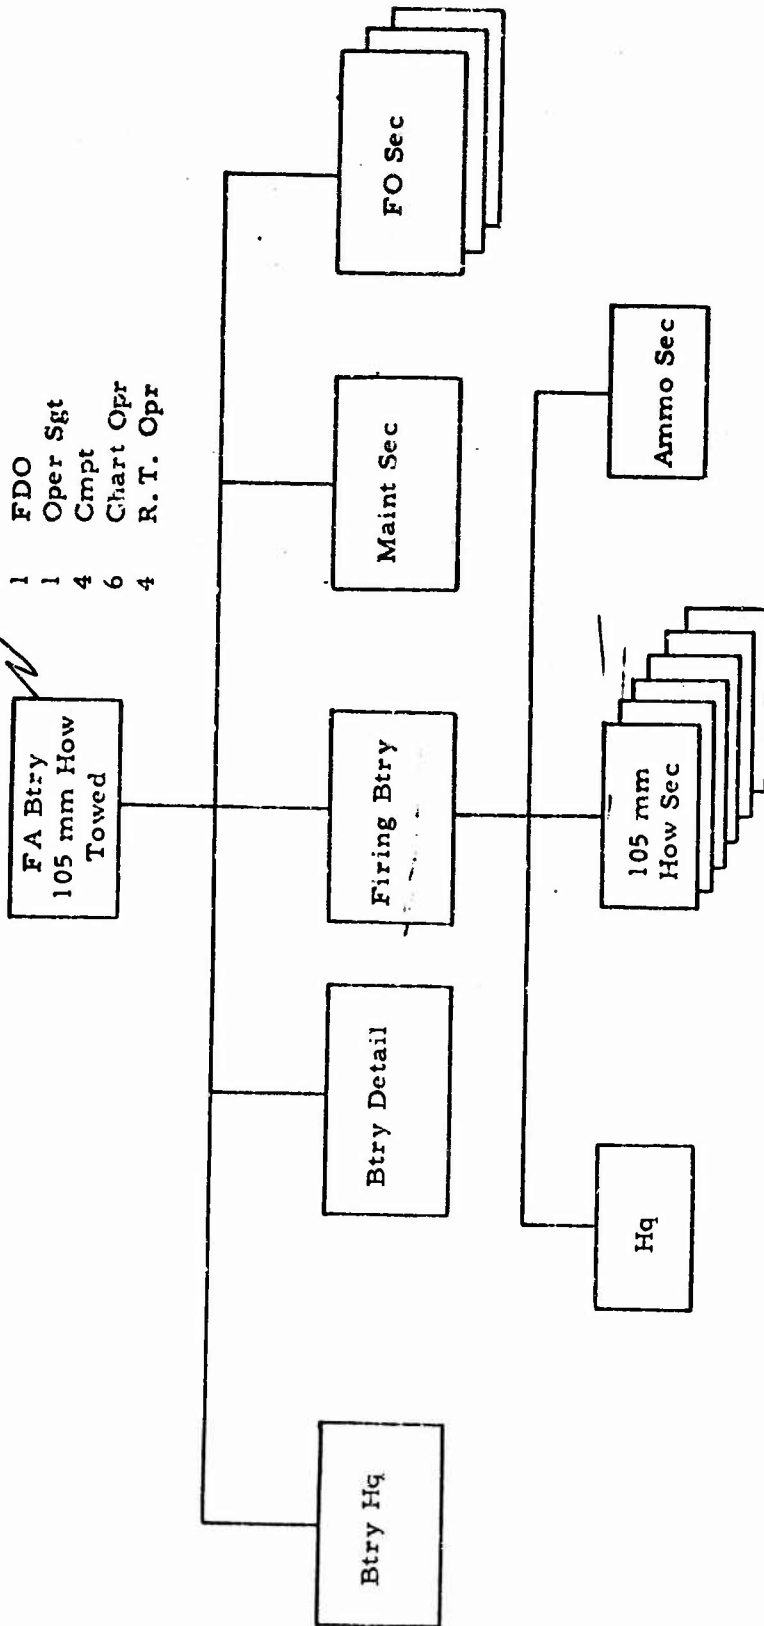 FA Btry
105 mm How
Towed
1 FDO
1 Oper Sgt
4 Cmpt
6 Chart Opr
4 R. T. Opr
Btry Hq
Btry Detail
Firing Btry
Maint Sec
FO Sec
Hq
105 mm
How Sec
Ammo Sec